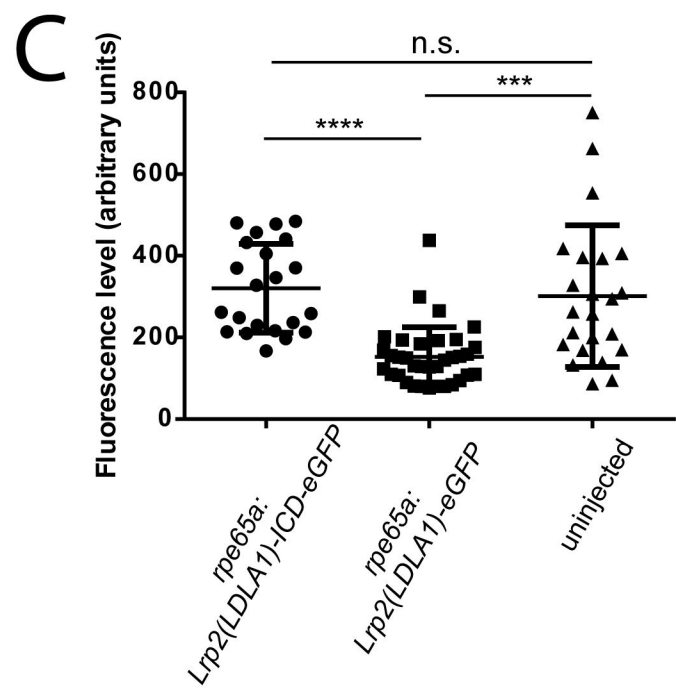 C
n.s.
***
****
Fluorescence level (arbitrary units)
800
600
400
200
0
rpe65a:
Lrp2(LDLA1)-ICD-eGFP
rpe65a:
Lrp2(LDLA1)-eGFP
uninjected